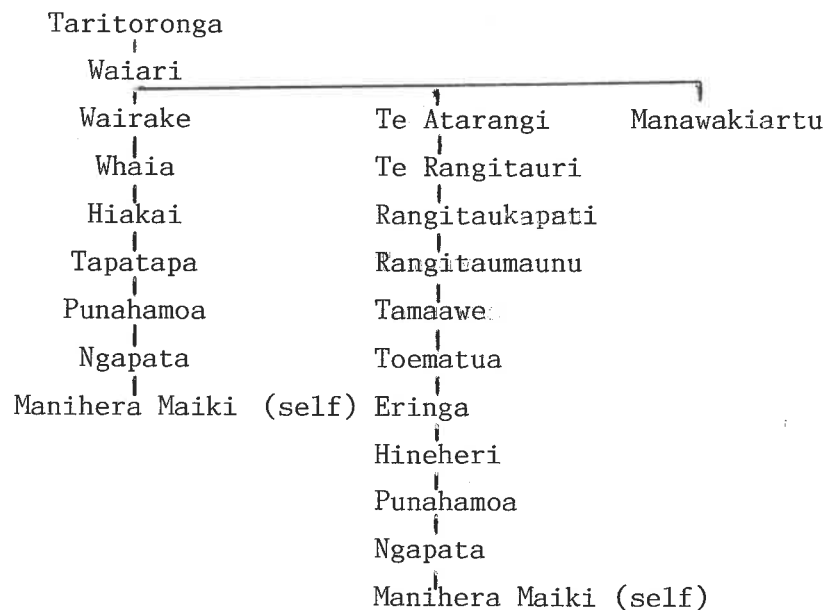 Taritoronga
Waiari
Wairake Te Atarangi Manawakiartu
Whaia Te Rangitauri
Hiakai Rangitaukapati
Tapatapa Rangitaumaunu
Punahamoa Tamaawe
Ngapata Toematua
Manihera Maiki (self) Eringa
Hineheri
Punahamoa
Ngapata
Manihera Maiki (self)